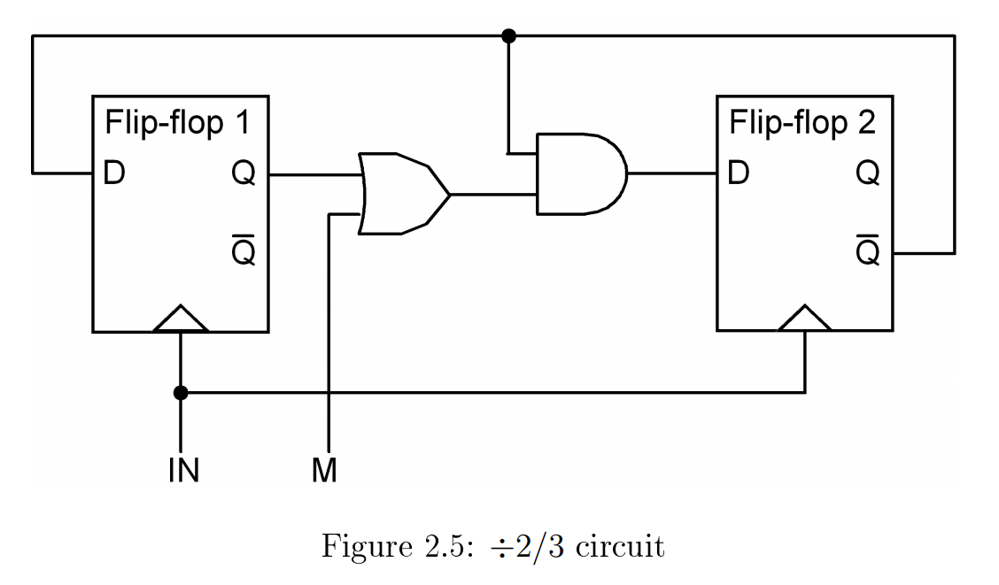 Flip-flop 1
Flip-flop 2
D Q
D Q
Q̅
Q̅
IN M
Figure 2.5: ÷2/3 circuit